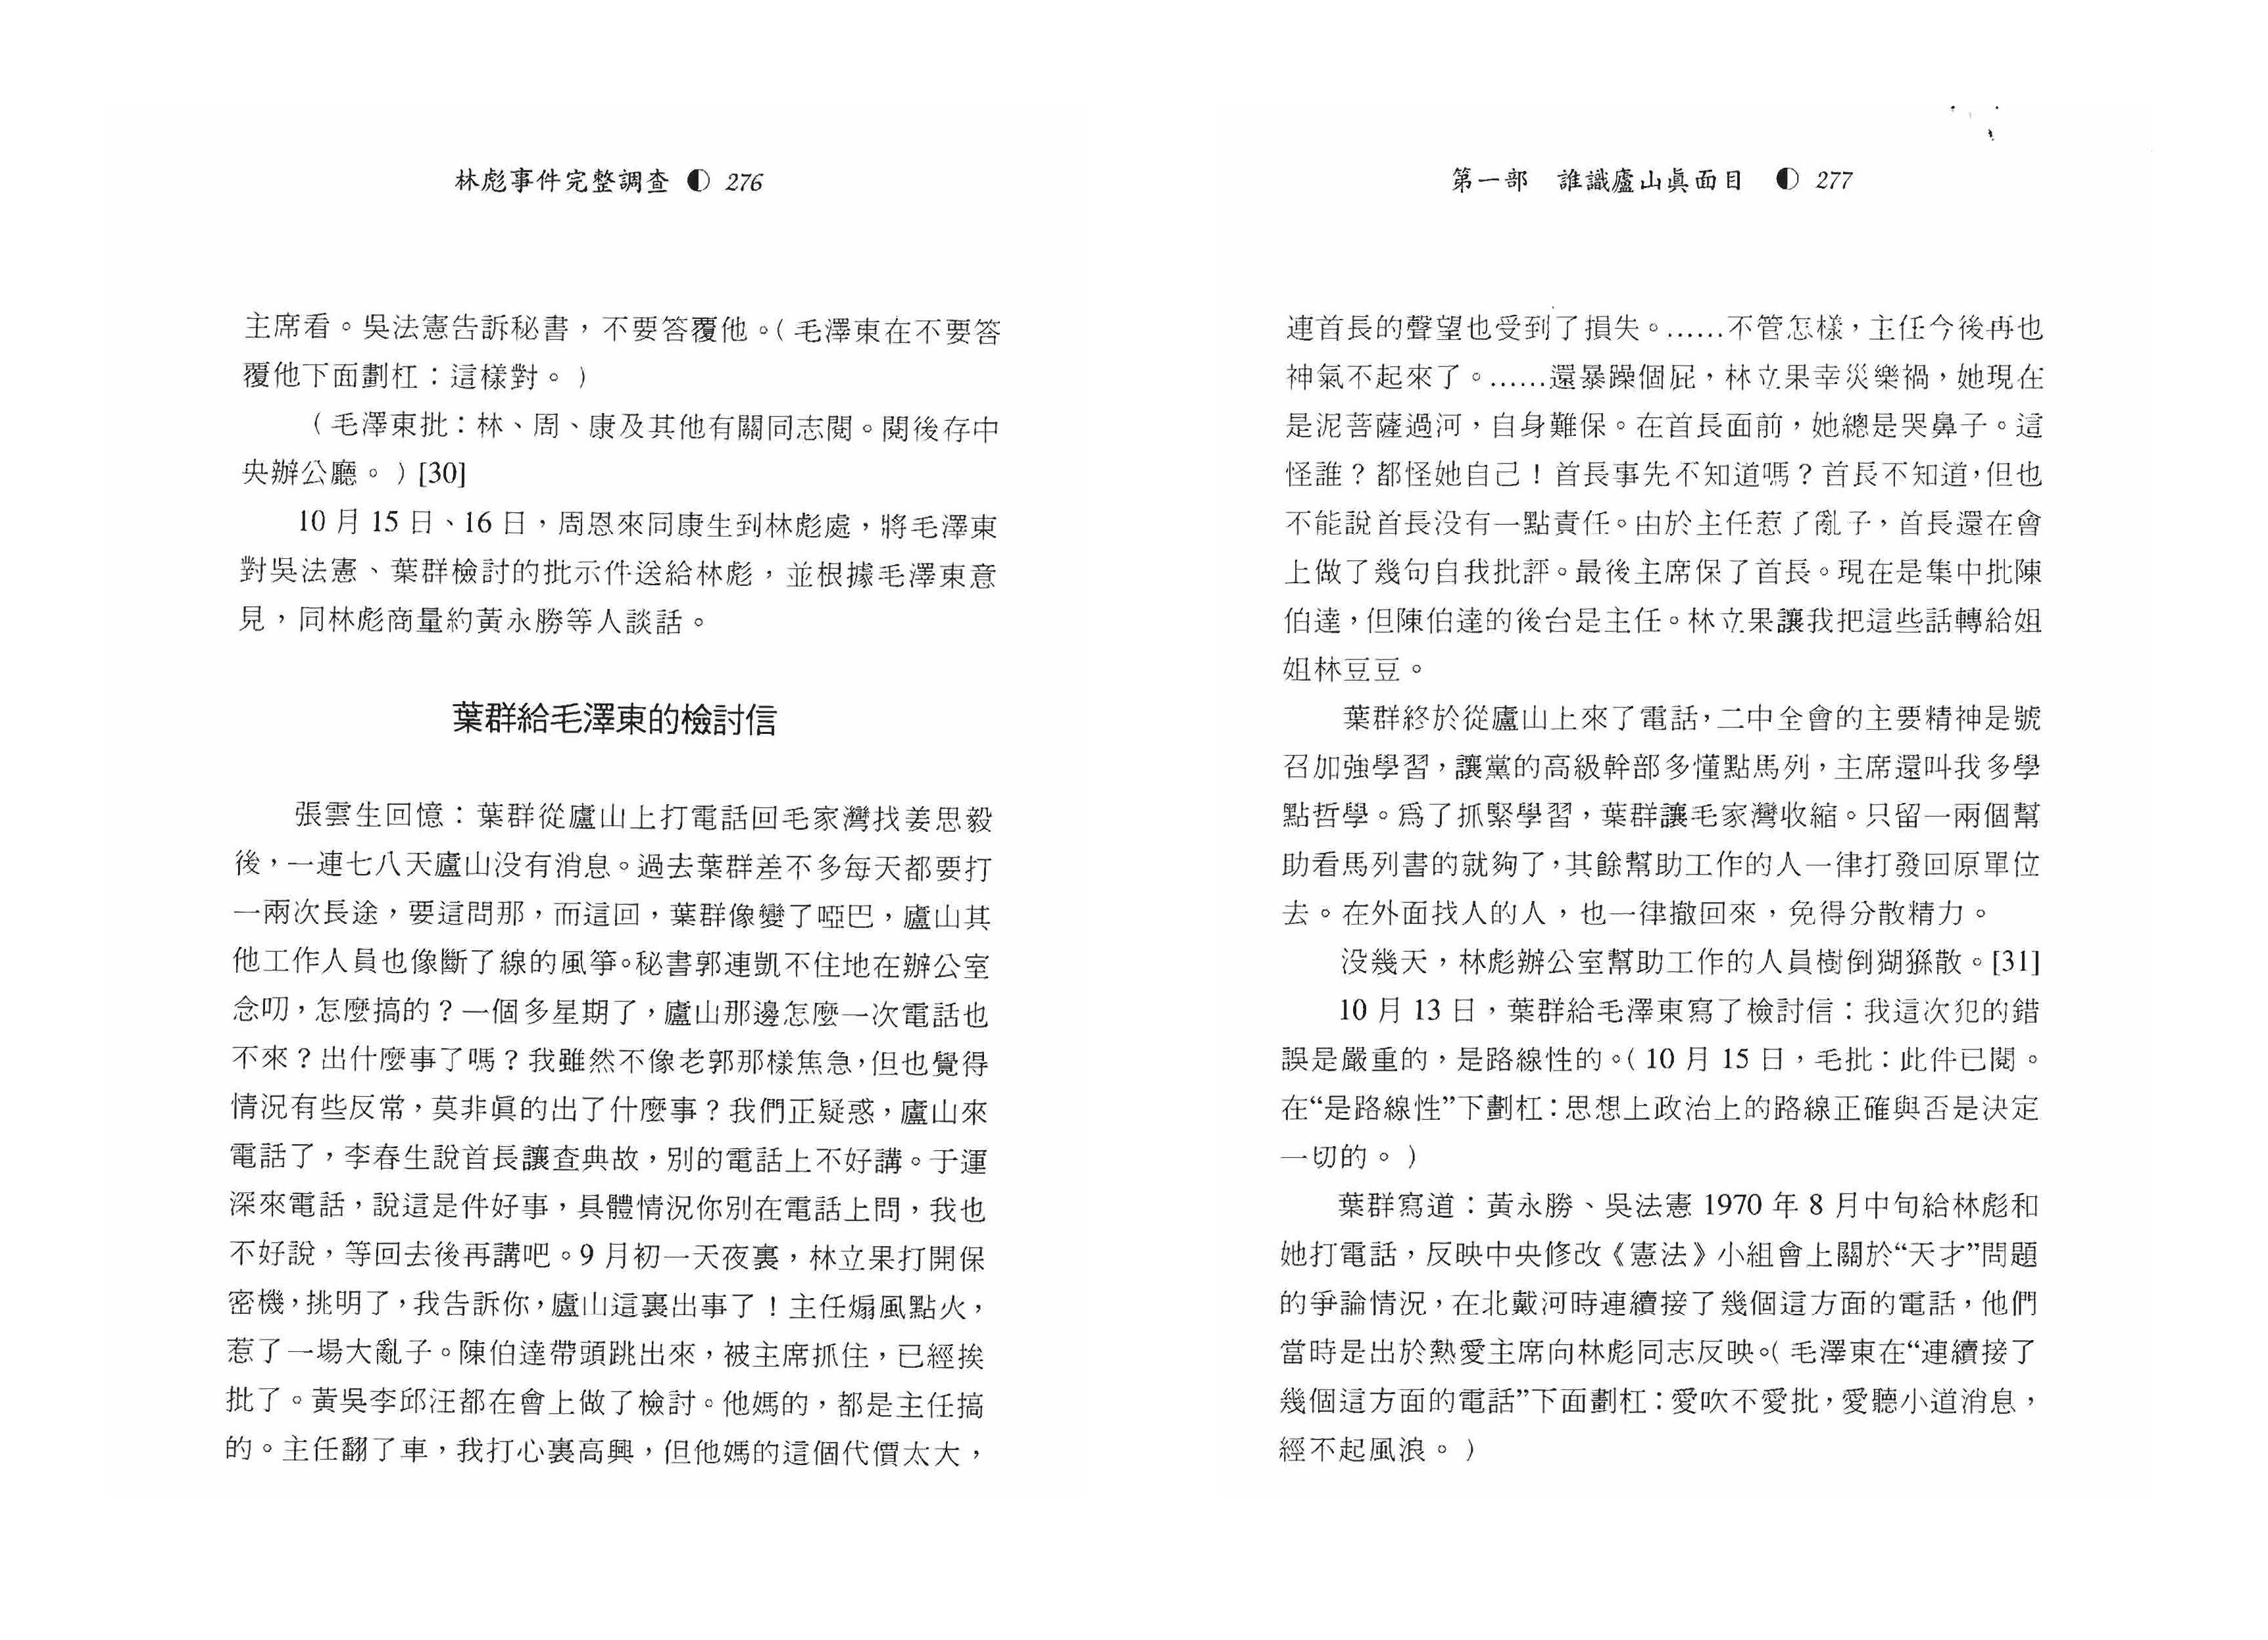 林彪事件完整調查 ◐ 276
主席看。吳法憲告訴秘書，不要答覆他。（毛澤東在不要答
覆他下面劃杠：這樣對。）
（毛澤東批：林、周、康及其他有關同志閱。閱後存中
央辦公廳。）[30]
10 月 15 日、16 日，周恩來同康生到林彪處，將毛澤東
對吳法憲、葉群檢討的批示件送給林彪，並根據毛澤東意
見，同林彪商量約黃永勝等人談話。
葉群給毛澤東的檢討信
張雲生回憶：葉群從廬山上打電話回毛家灣找姜思毅
後，一連七八天廬山没有消息。過去葉群差不多每天都要打
一兩次長途，要這問那，而這回，葉群像變了啞巴，廬山其
他工作人員也像斷了線的風箏。秘書郭連凱不住地在辦公室
念叨，怎麼搞的？一個多星期了，廬山那邊怎麼一次電話也
不來？出什麼事了嗎？我雖然不像老郭那樣焦急，但也覺得
情況有些反常，莫非眞的出了什麼事？我們正疑惑，廬山來
電話了，李春生說首長讓查典故，別的電話上不好講。于運
深來電話，說這是件好事，具體情況你別在電話上問，我也
不好說，等回去後再講吧。9 月初一天夜裏，林立果打開保
密機，挑明了，我告訴你，廬山這裏出事了！主任煽風點火，
惹了一場大亂子。陳伯達帶頭跳出來，被主席抓住，已經挨
批了。黃吳李邱汪都在會上做了檢討。他媽的，都是主任搞
的。主任翻了車，我打心裏高興，但他媽的這個代價太大，
第一部　誰識廬山眞面目 ◐ 277
連首長的聲望也受到了損失。……不管怎樣，主任今後再也
神氣不起來了。……還暴躁個屁，林立果幸災樂禍，她現在
是泥菩薩過河，自身難保。在首長面前，她總是哭鼻子。這
怪誰？都怪她自己！首長事先不知道嗎？首長不知道，但也
不能說首長没有一點責任。由於主任惹了亂子，首長還在會
上做了幾句自我批評。最後主席保了首長。現在是集中批陳
伯達，但陳伯達的後台是主任。林立果讓我把這些話轉給姐
姐林豆豆。
葉群終於從廬山上來了電話，二中全會的主要精神是號
召加強學習，讓黨的高級幹部多懂點馬列，主席還叫我多學
點哲學。爲了抓緊學習，葉群讓毛家灣收縮。只留一兩個幫
助看馬列書的就夠了，其餘幫助工作的人一律打發回原單位
去。在外面找人的人，也一律撤回來，免得分散精力。
没幾天，林彪辦公室幫助工作的人員樹倒猢猻散。[31]
10 月 13 日，葉群給毛澤東寫了檢討信：我這次犯的錯
誤是嚴重的，是路線性的。（10 月 15 日，毛批：此件已閱。
在“是路線性”下劃杠：思想上政治上的路線正確與否是決定
一切的。）
葉群寫道：黃永勝、吳法憲 1970 年 8 月中旬給林彪和
她打電話，反映中央修改《憲法》小組會上關於“天才”問題
的爭論情況，在北戴河時連續接了幾個這方面的電話，他們
當時是出於熱愛主席向林彪同志反映。（毛澤東在“連續接了
幾個這方面的電話”下面劃杠：愛吹不愛批，愛聽小道消息，
經不起風浪。）